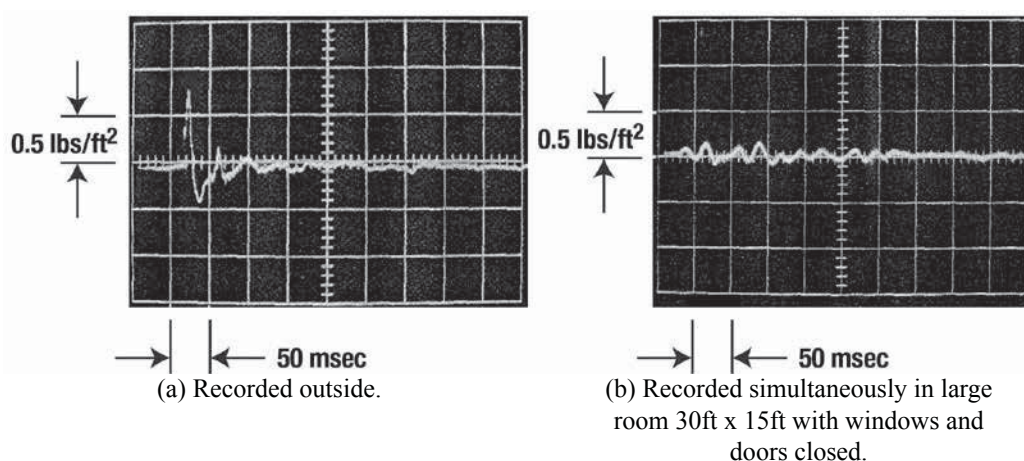 0.5 lbs/ft²
50 msec
(a) Recorded outside.
0.5 lbs/ft²
50 msec
(b) Recorded simultaneously in large
room 30ft x 15ft with windows and
doors closed.